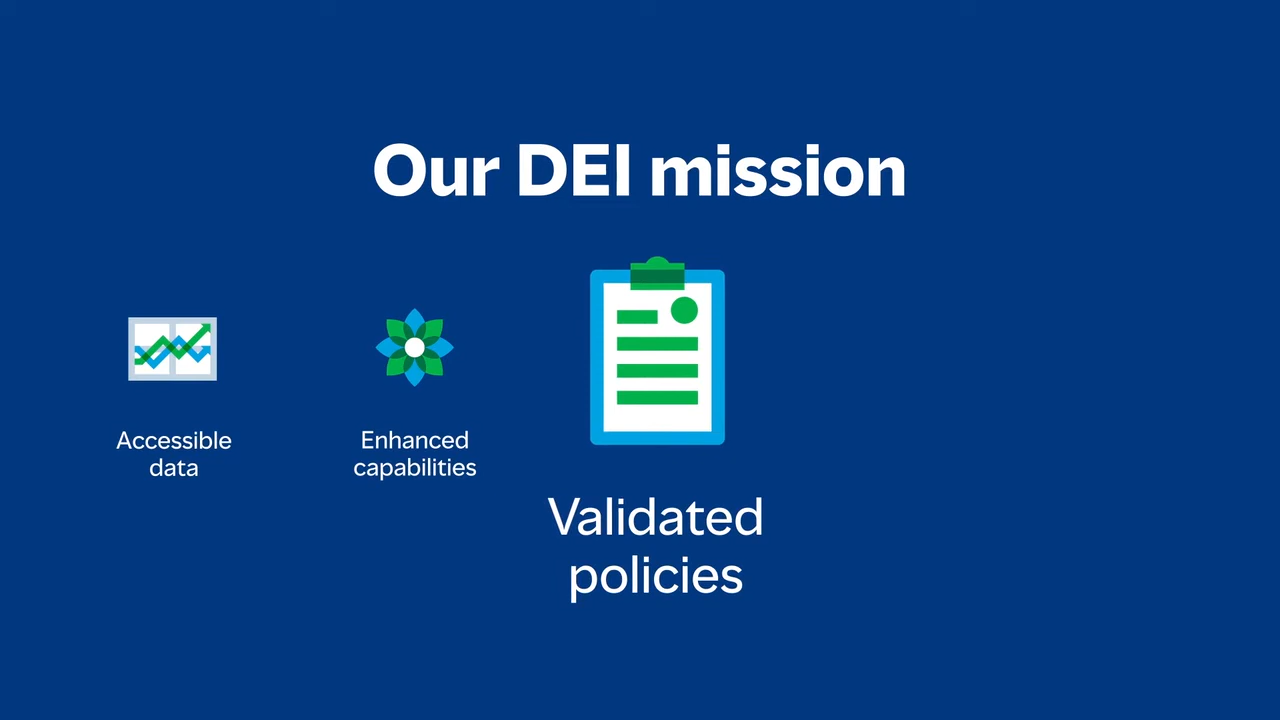 Our DEI mission
Accessible
data
Enhanced
capabilities
Validated
policies